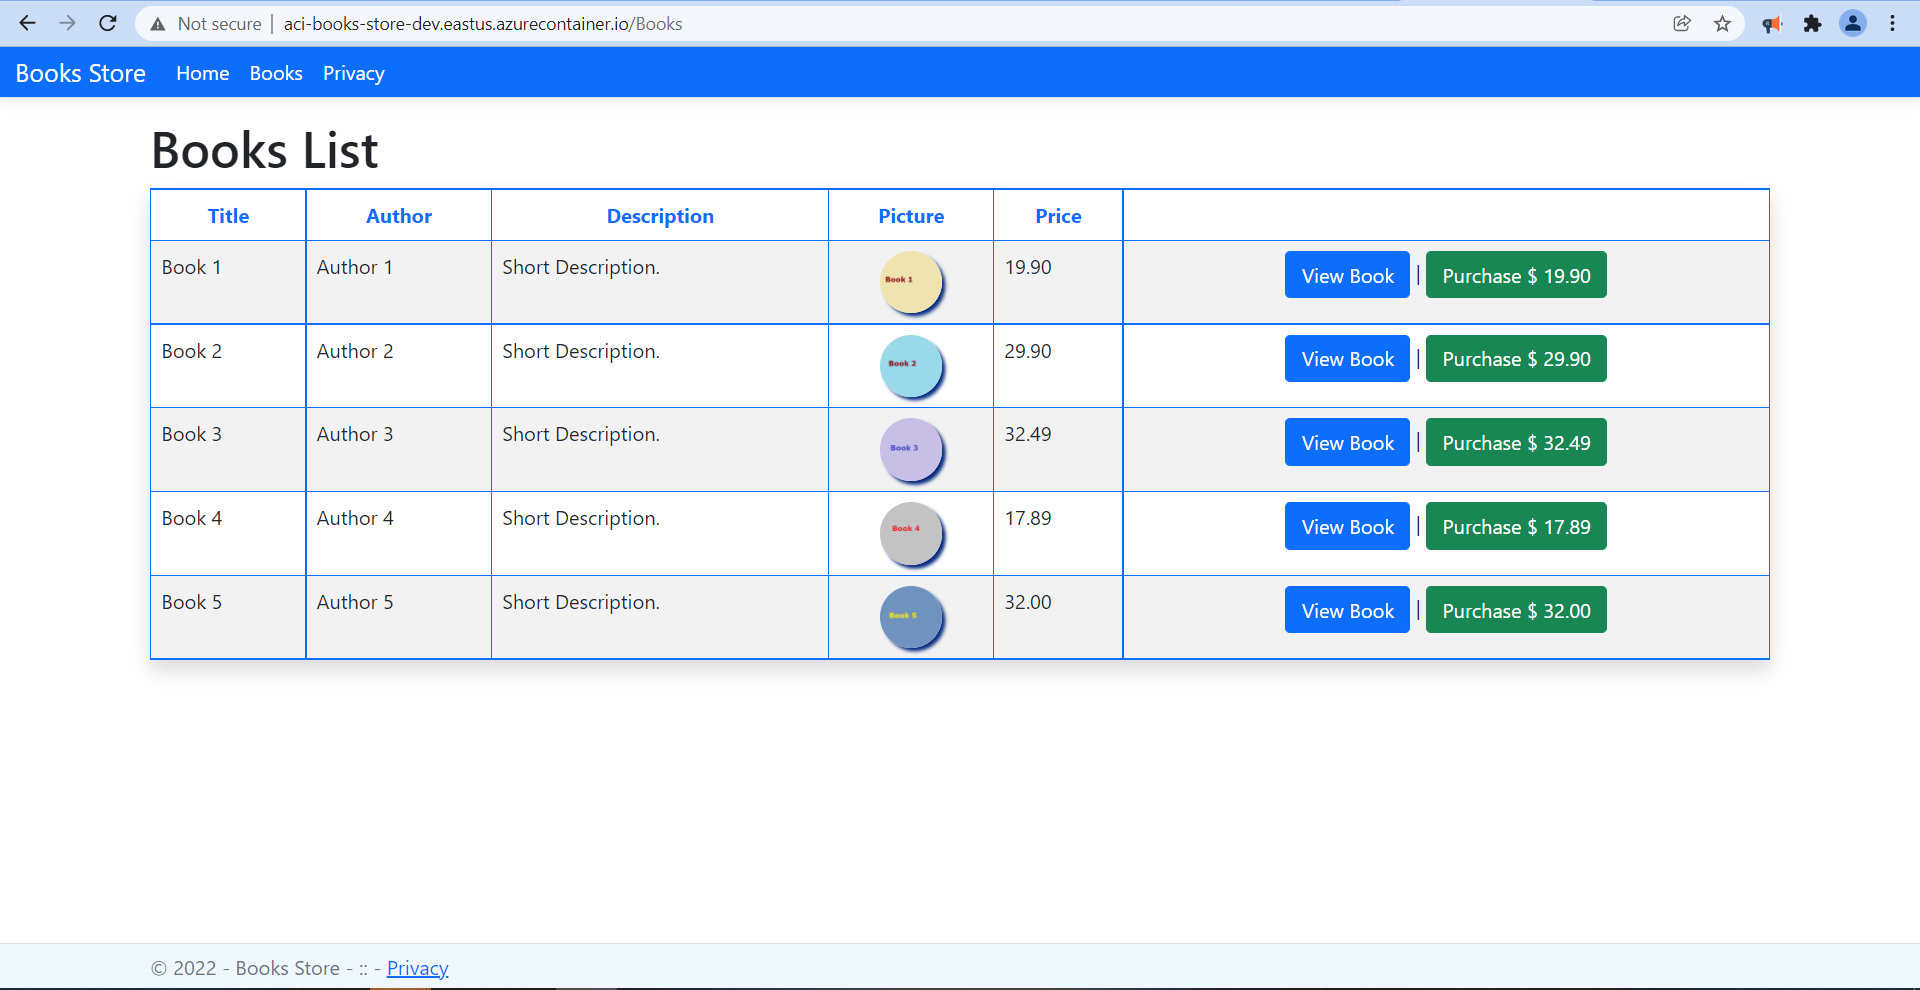 Not secure | aci-books-store-dev.eastus.azurecontainer.io/Books
Books Store Home Books Privacy
Books List
Title Author Description Picture Price
Book 1 Author 1 Short Description. Book 1 19.90 View Book | Purchase $ 19.90
Book 2 Author 2 Short Description. Book 2 29.90 View Book | Purchase $ 29.90
Book 3 Author 3 Short Description. Book 3 32.49 View Book | Purchase $ 32.49
Book 4 Author 4 Short Description. Book 4 17.89 View Book | Purchase $ 17.89
Book 5 Author 5 Short Description. Book 5 32.00 View Book | Purchase $ 32.00
© 2022 - Books Store - :: - Privacy